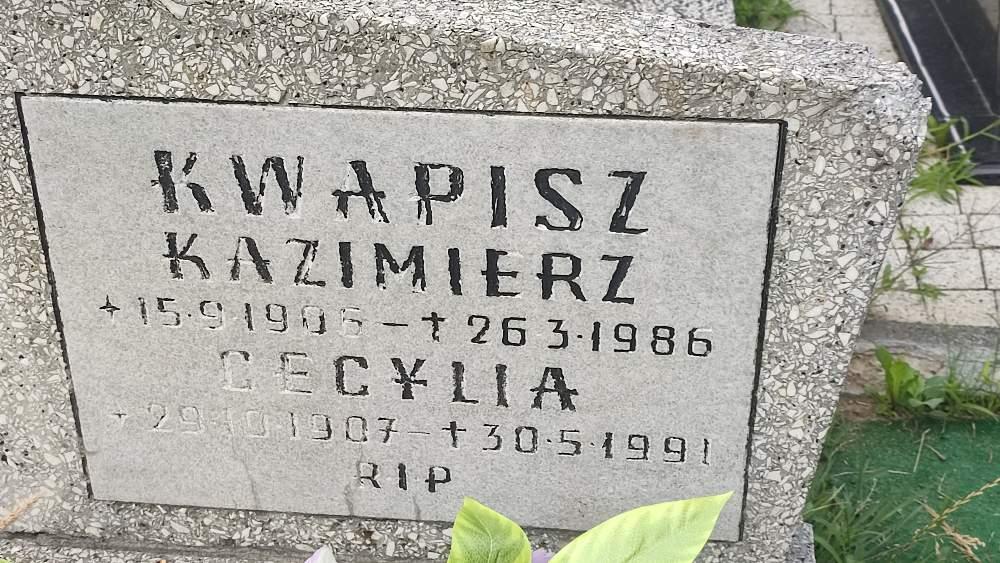 KWAPISZ
KAZIMIERZ
+ 15.9.1906 – † 26 3.1986
CECYLIA
+ 29.10.1907 – † 30.5.1991
RIP